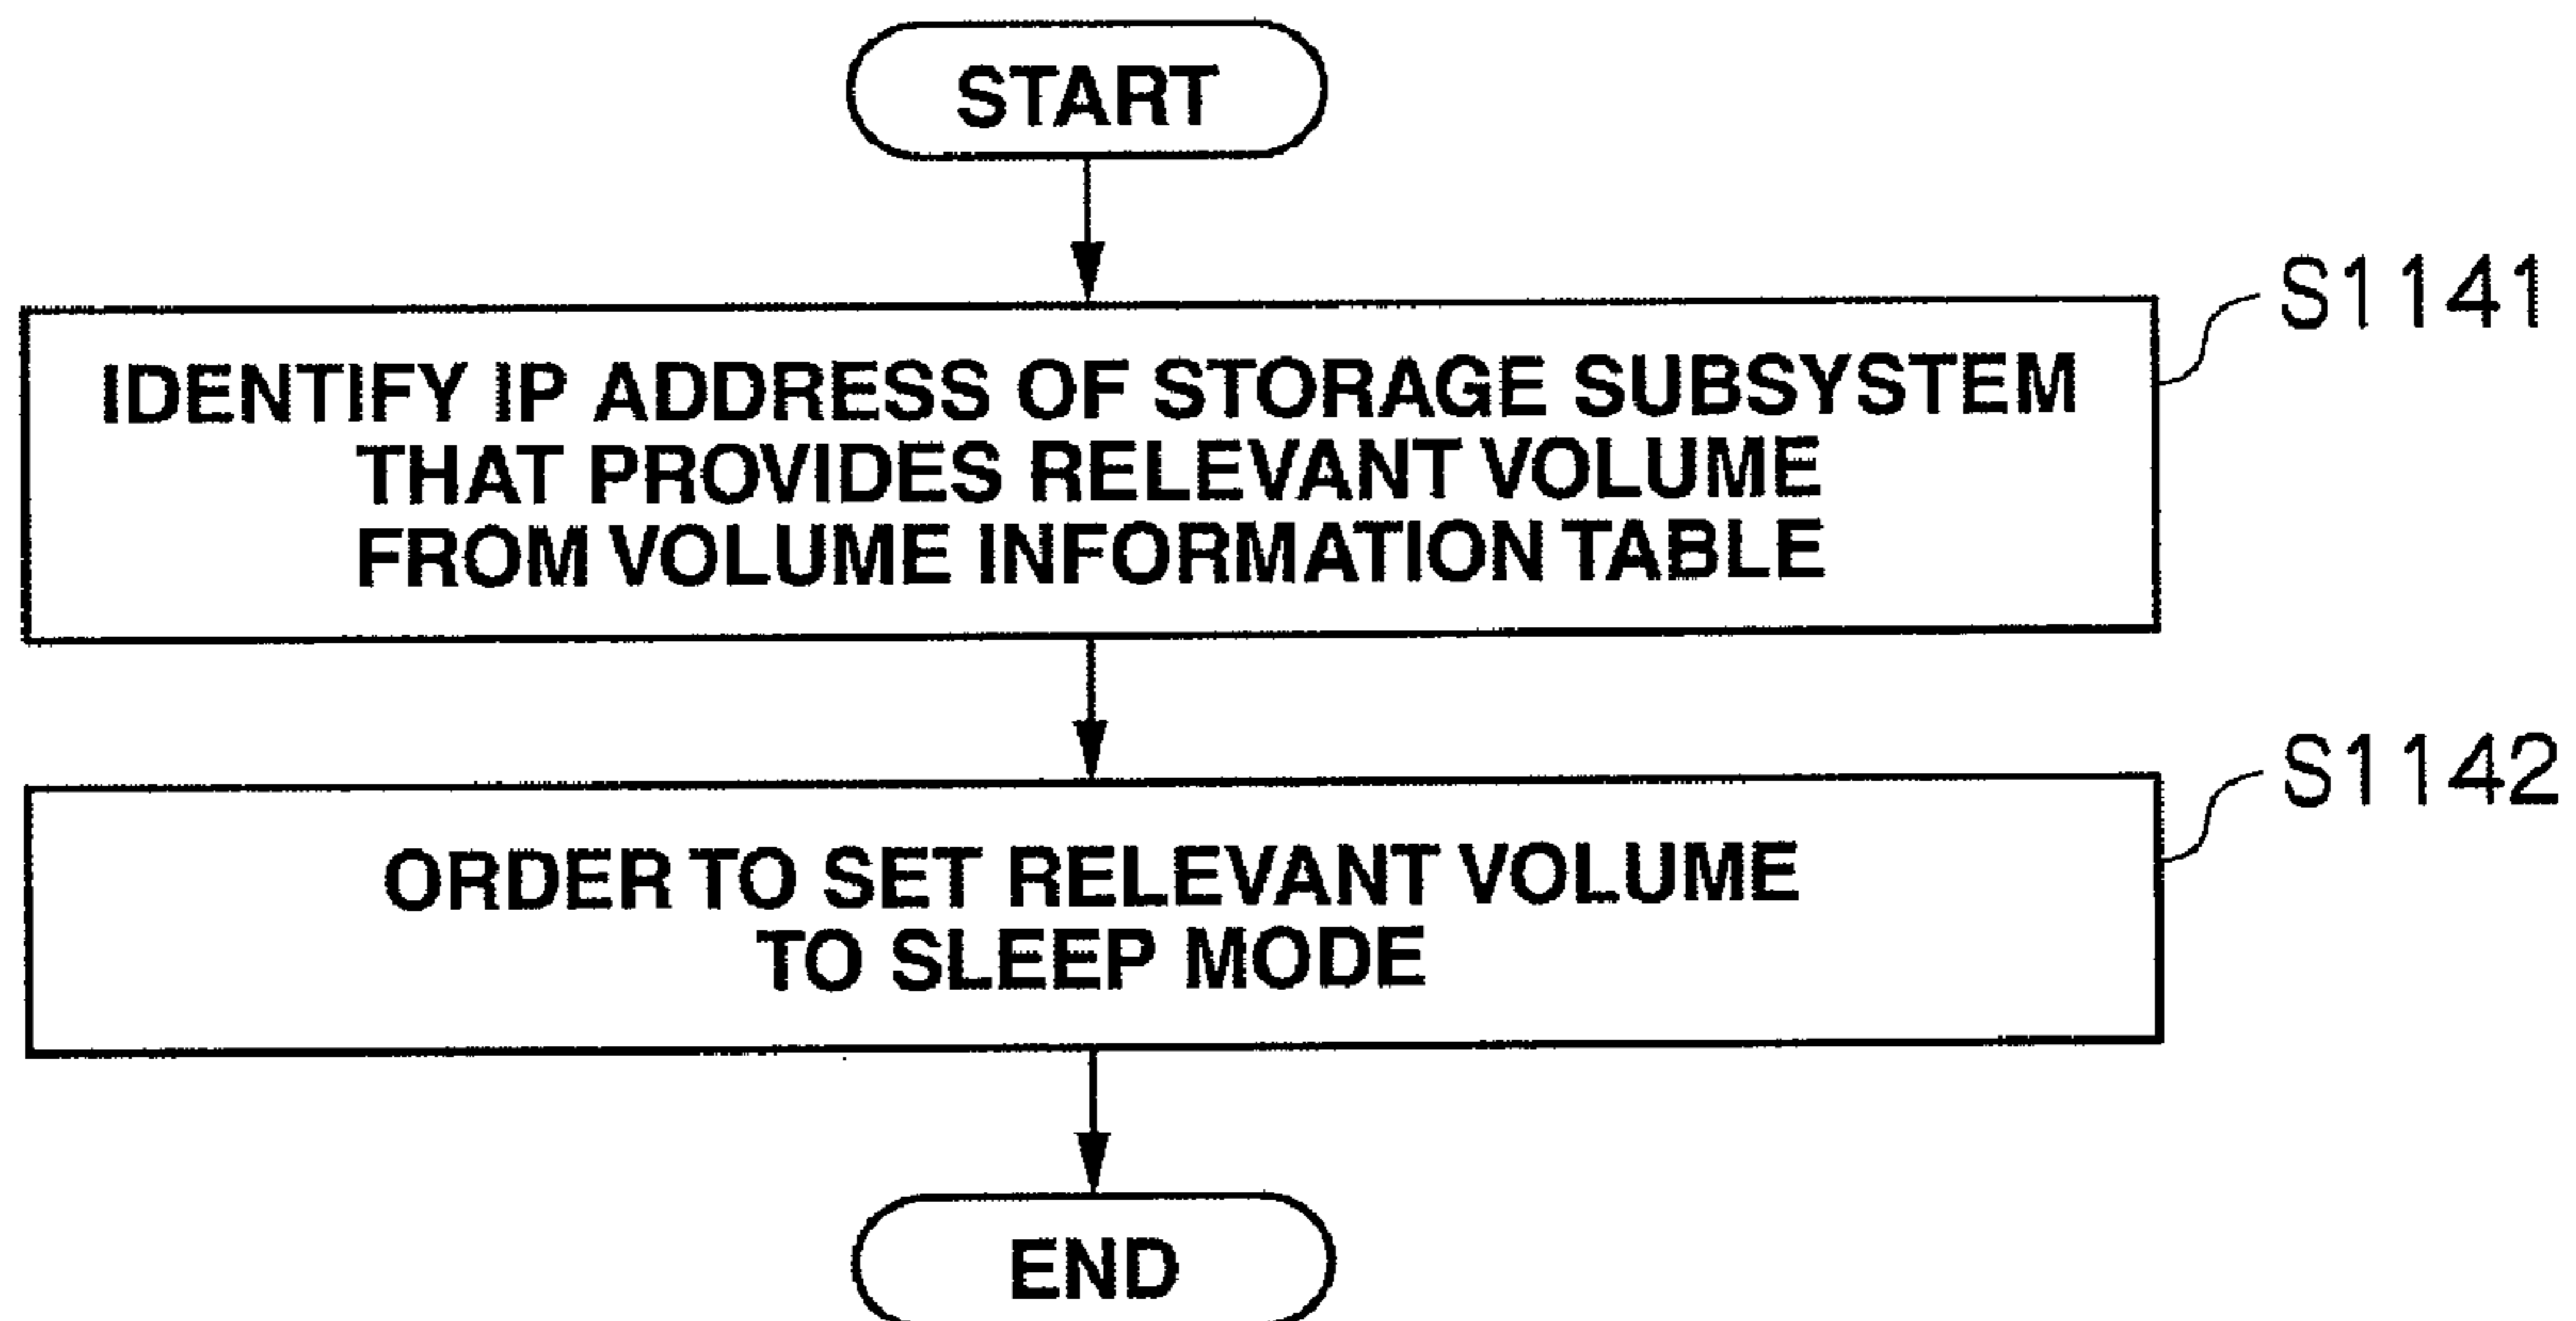 START
S1141
IDENTIFY IP ADDRESS OF STORAGE SUBSYSTEM
THAT PROVIDES RELEVANT VOLUME
FROM VOLUME INFORMATION TABLE
S1142
ORDER TO SET RELEVANT VOLUME
TO SLEEP MODE
END